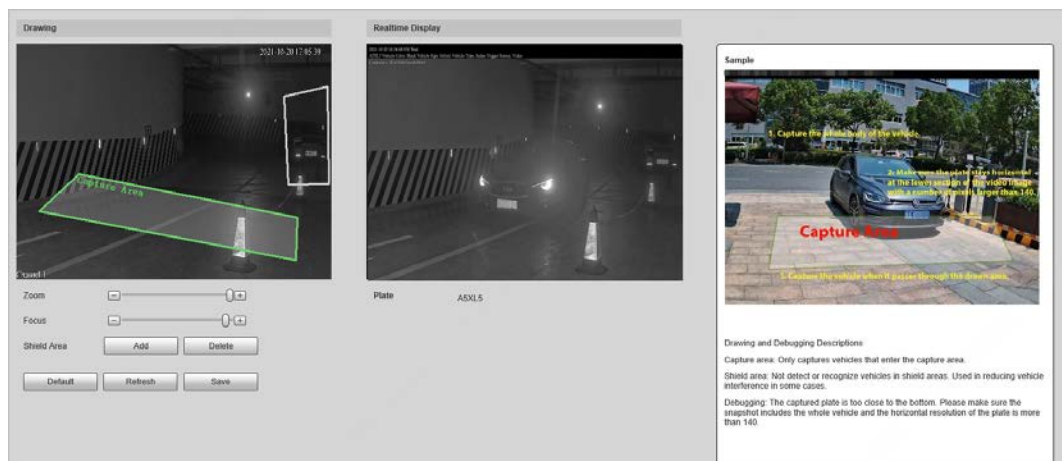 Drawing
2021-10-20 17:05:39
Capture Area
Zoom
Focus
Shield Area
Add
Delete
Default
Refresh
Save
Realtime Display
Plate
A5XL5
Sample
1. Capture the whole body of the vehicle.
2. Make sure the plate stays horizontal
at the lower section of the video image
with a number of pixels larger than 140.
Capture Area
3. Capture the vehicle when it passes through the drawn area.
Drawing and Debugging Descriptions
Capture area: Only captures vehicles that enter the capture area.
Shield area: Not detect or recognize vehicles in shield areas. Used in reducing vehicle
interference in some cases.
Debugging: The captured plate is too close to the bottom. Please make sure the
snapshot includes the whole vehicle and the horizontal resolution of the plate is more
than 140.